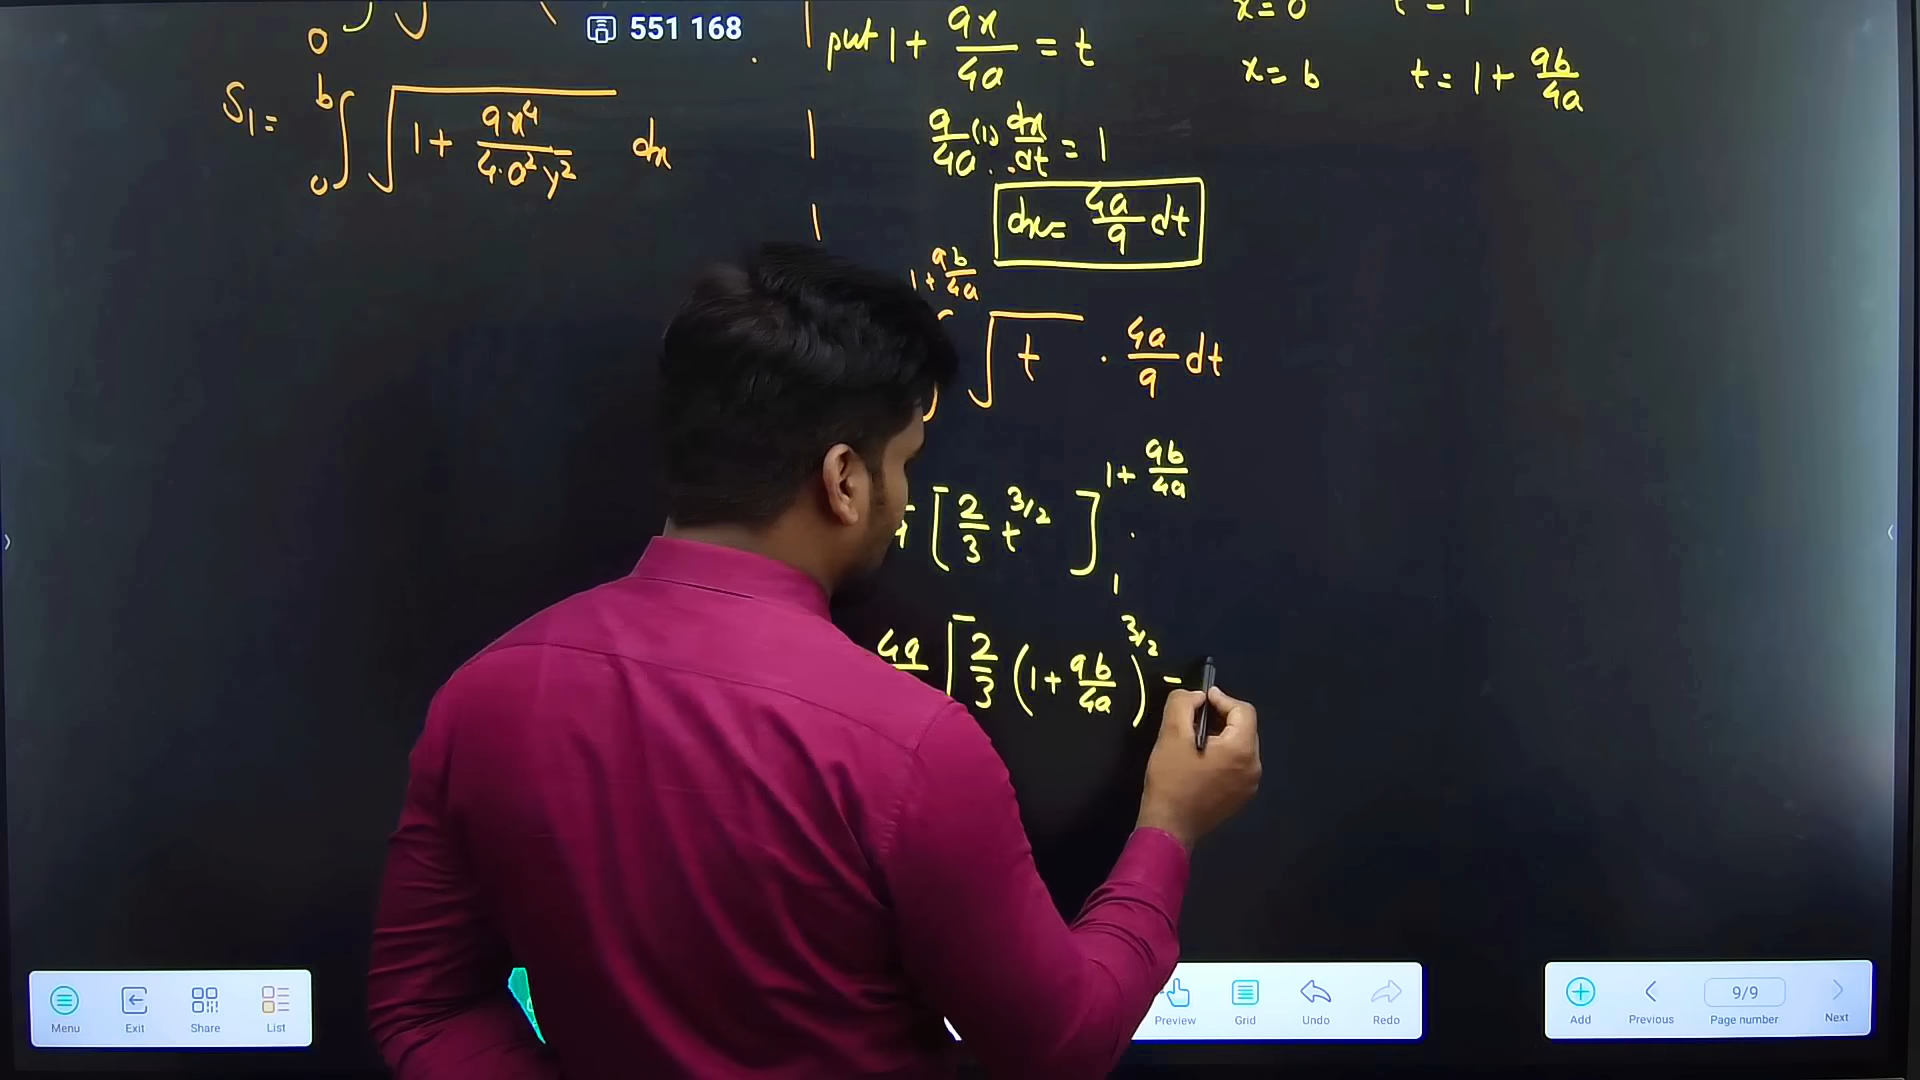 551 168
x=0 t=1
put 1+ 9x/4a = t
x=b t=1+ 9b/4a
S₁= ₀∫ᵇ √(1+ 9x⁴/4·a²y²) dx
9/4a (1) dx/dt = 1
dx= 4a/9 dt
1+ 9b/4a
√t · 4a/9 dt
[2/3 t^3/2]₁^(1+ 9b/4a)
4a [2/3 (1+ 9b/4a)^3/2 -
Menu Exit Share List Preview Grid Undo Redo Add Previous 9/9 Page number Next